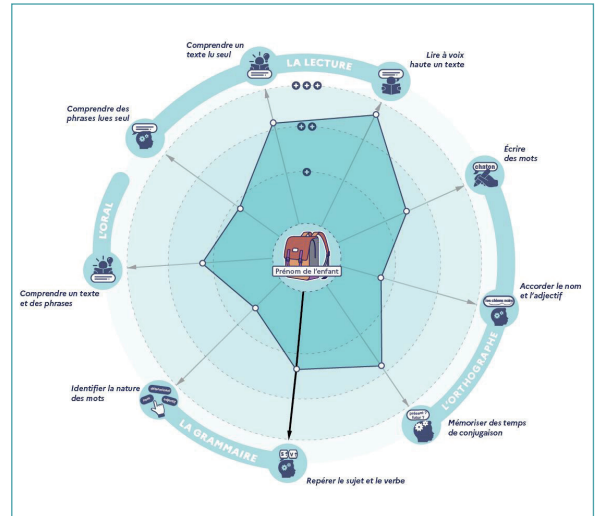 Comprendre un
texte lu seul
LA LECTURE
Lire à voix
haute un texte
Comprendre des
phrases lues seul
Écrire
des mots
chaton
L'ORAL
Prénom de l'enfant
Comprendre un texte
et des phrases
Accorder le nom
et l'adjectif
L'ORTHOGRAPHE
Identifier la nature
des mots
Mémoriser des temps
de conjugaison
LA GRAMMAIRE
Repérer le sujet et le verbe